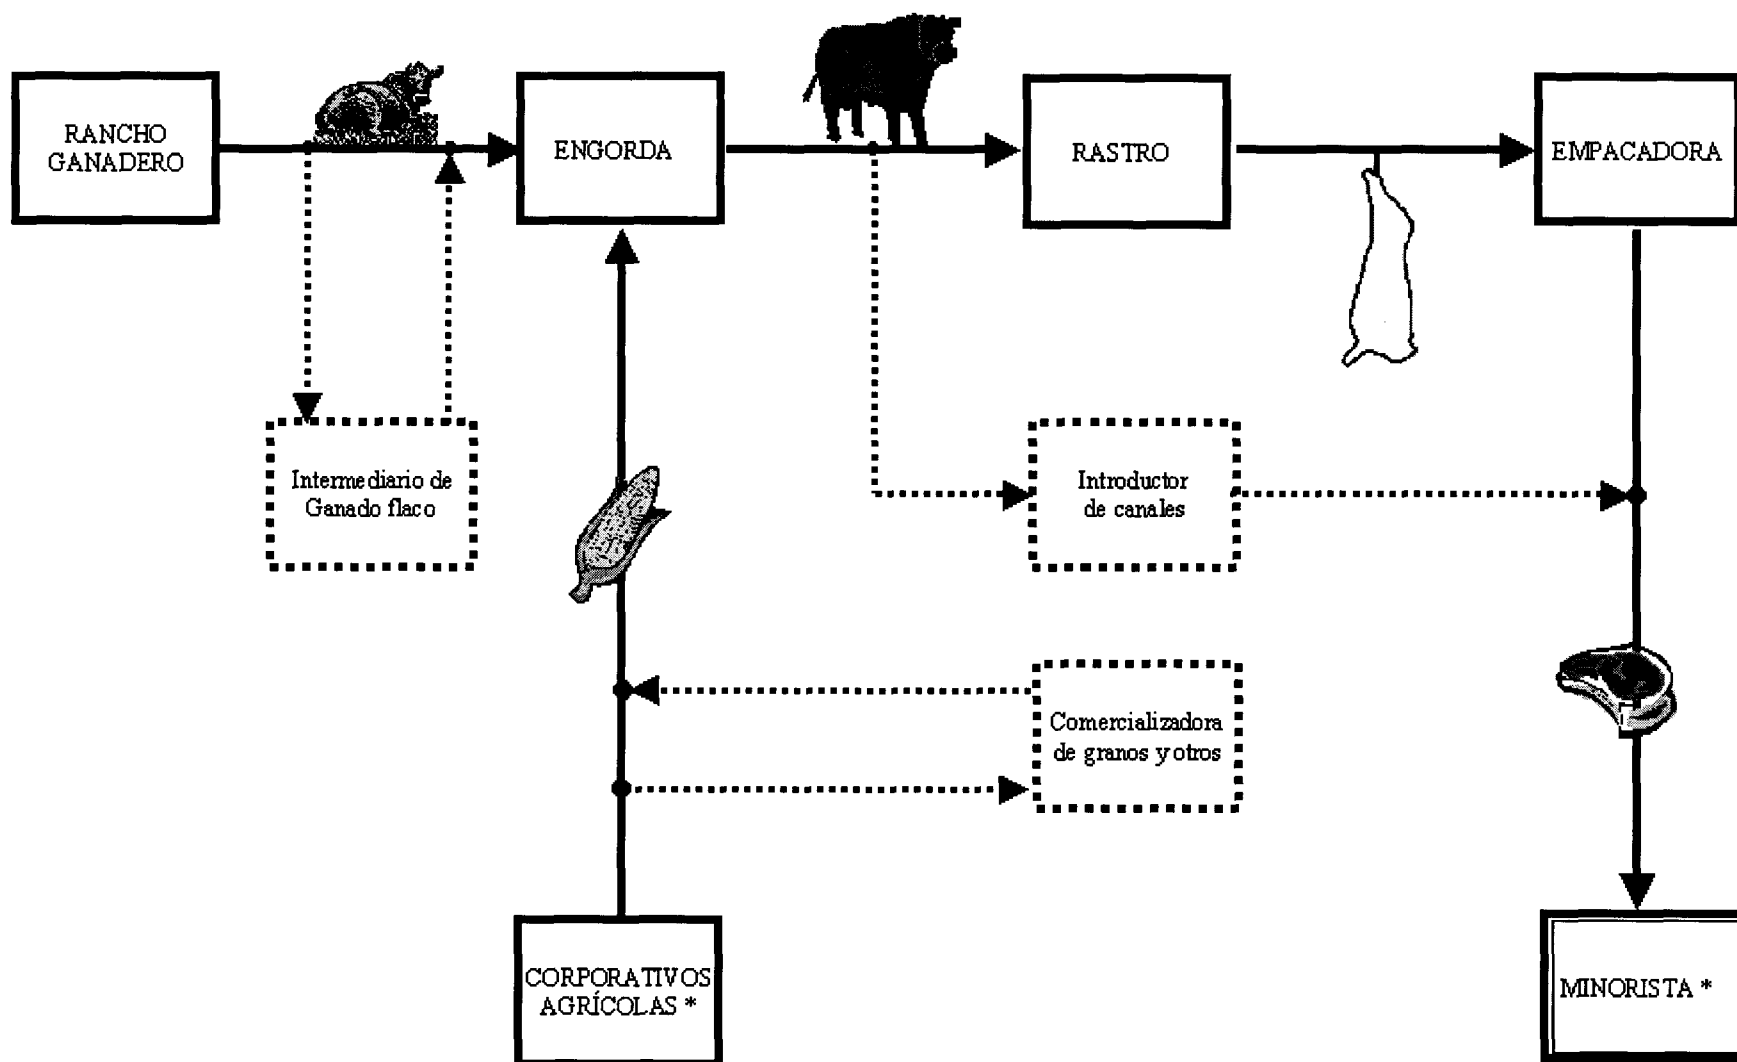 RANCHO
GANADERO
ENGORDA
RASTRO
EMPACADORA
Intermediario de
Ganado flaco
Introductor
de canales
Comercializadora
de granos y otros
CORPORATIVOS
AGRÍCOLAS *
MINORISTA *